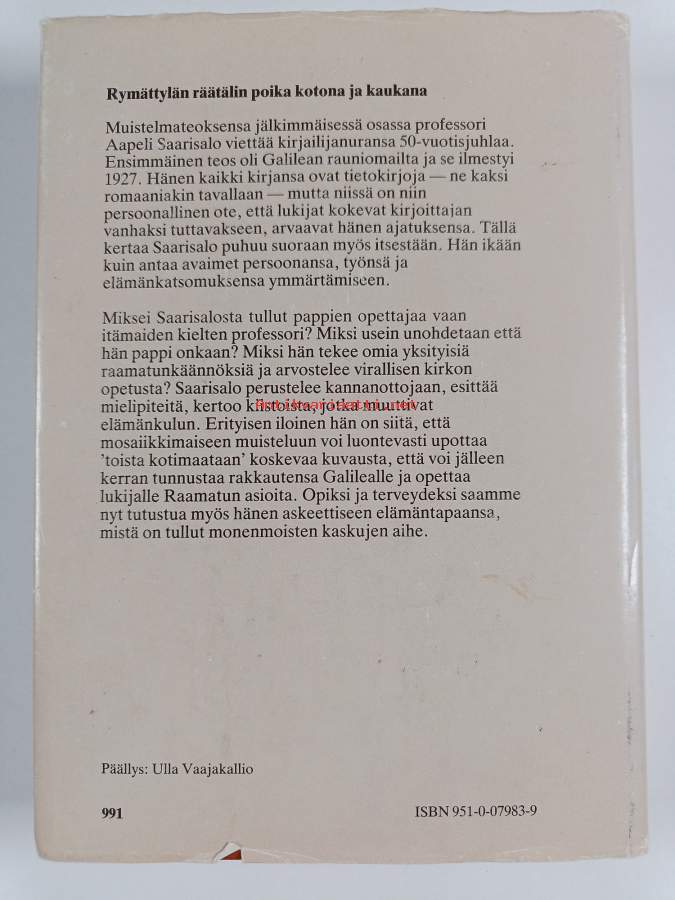 Rymättylän räätälin poika kotona ja kaukana
Muistelmateoksensa jälkimmäisessä osassa professori
Aapeli Saarisalo viettää kirjailijanuransa 50-vuotisjuhlaa.
Ensimmäinen teos oli Galilean rauniomailta ja se ilmestyi
1927. Hänen kaikki kirjansa ovat tietokirjoja — ne kaksi
romaaniakin tavallaan — mutta niissä on niin
persoonallinen ote, että lukijat kokevat kirjoittajan
vanhaksi tuttavakseen, arvaavat hänen ajatuksensa. Tällä
kertaa Saarisalo puhuu suoraan myös itsestään. Hän ikään
kuin antaa avaimet persoonansa, työnsä ja
elämänkatsomuksensa ymmärtämiseen.
Miksei Saarisalosta tullut pappien opettajaa vaan
itämaiden kielten professori? Miksi usein unohdetaan että
hän pappi onkaan? Miksi hän tekee omia yksityisiä
raamatunkäännöksiä ja arvostelee virallisen kirkon
opetusta? Saarisalo perustelee kannanottojaan, esittää
mielipiteitä, kertoo kiistoista, jotka muuttivat
antikvariaatti.net
elämänkulun. Erityisen iloinen hän on siitä, että
mosaiikkimaiseen muisteluun voi luontevasti upottaa
'toista kotimaataan' koskevaa kuvausta, että voi jälleen
kerran tunnustaa rakkautensa Galilealle ja opettaa
lukijalle Raamatun asioita. Opiksi ja terveydeksi saamme
nyt tutustua myös hänen askeettiseen elämäntapaansa,
mistä on tullut monenmoisten kaskujen aihe.
Päällys: Ulla Vaajakallio
991
ISBN 951-0-07983-9